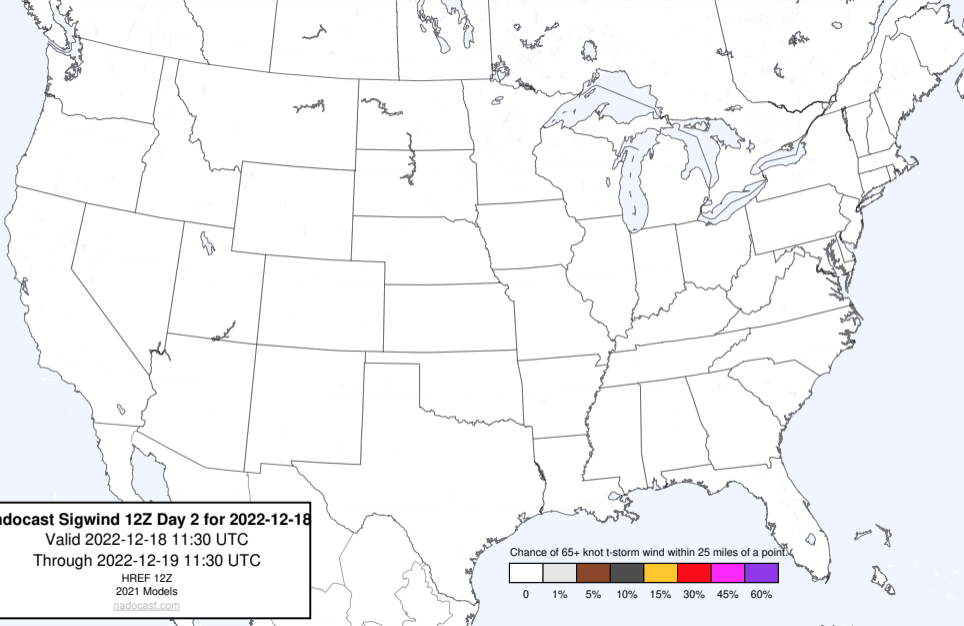 adocast Sigwind 12Z Day 2 for 2022-12-18
Valid 2022-12-18 11:30 UTC
Through 2022-12-19 11:30 UTC
HREF 12Z
2021 Models
nadocast.com
Chance of 65+ knot t-storm wind within 25 miles of a point.
0 1% 5% 10% 15% 30% 45% 60%